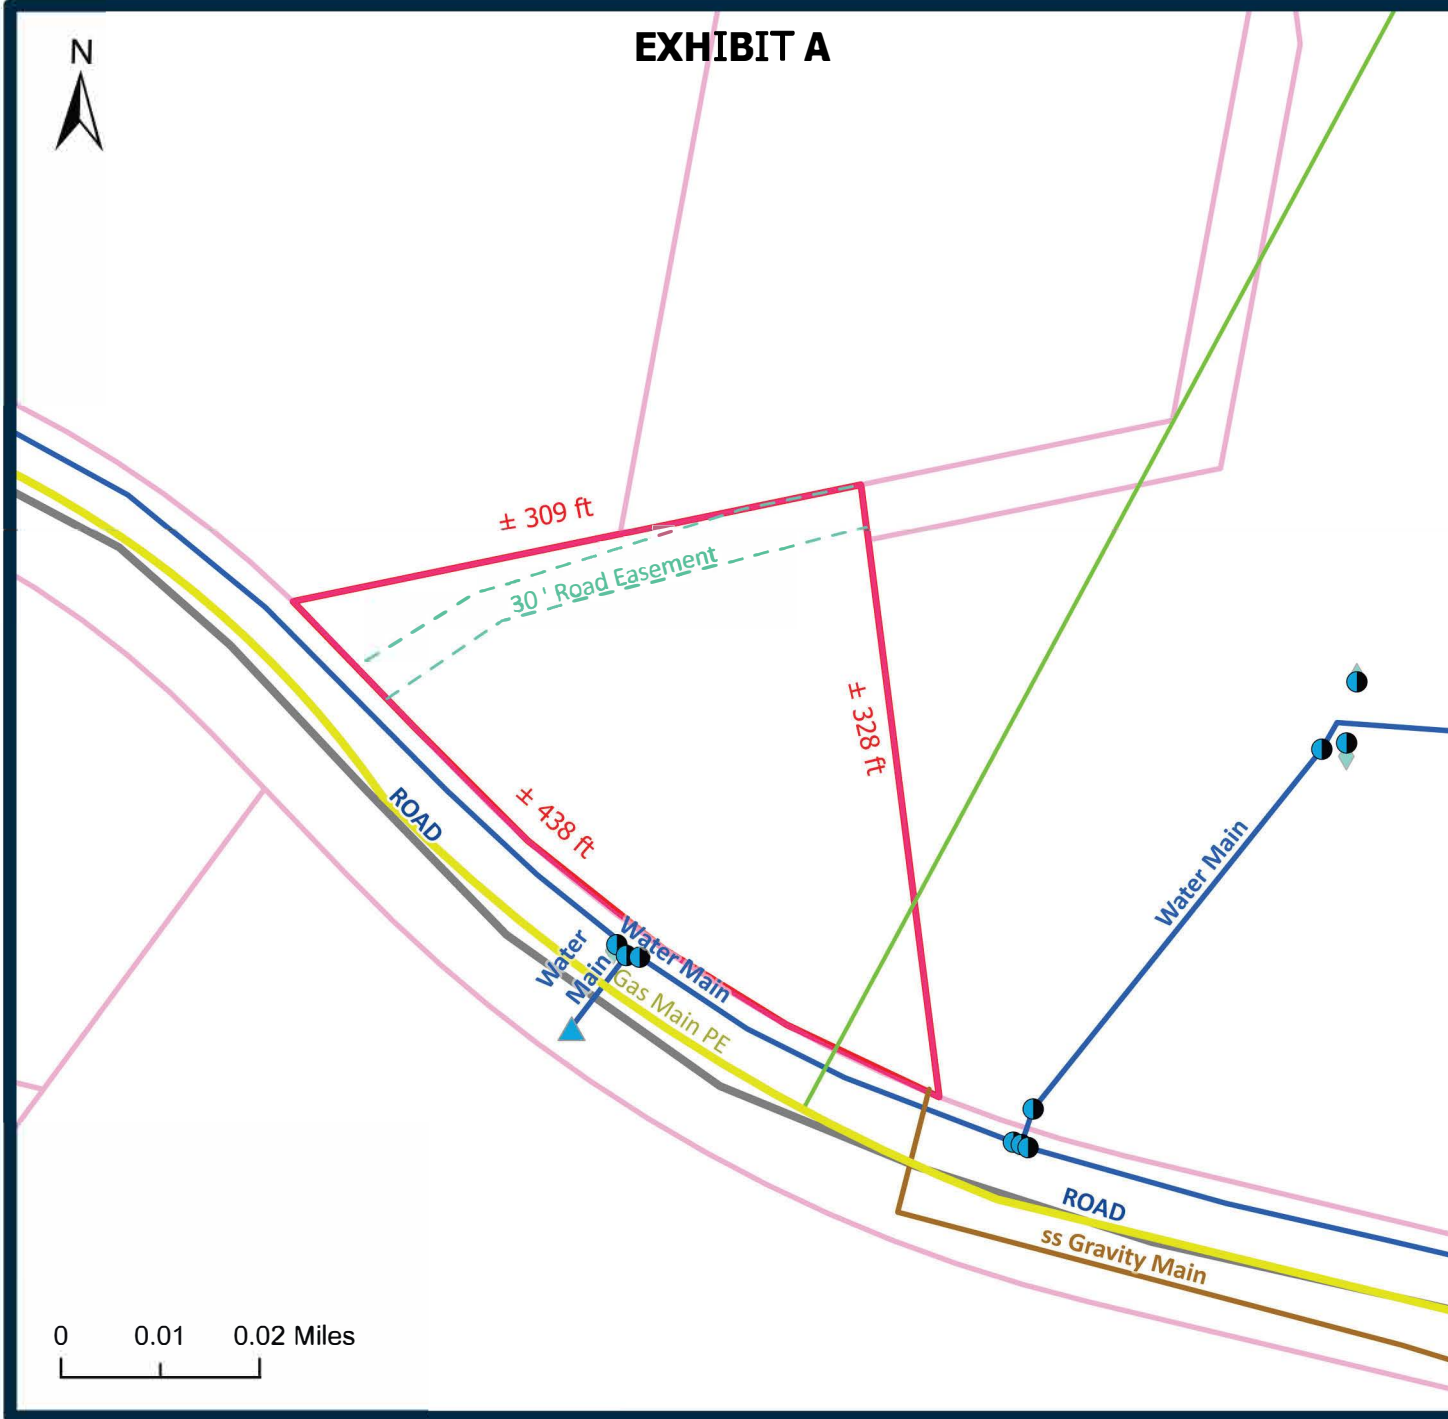 EXHIBIT A
N
± 309 ft
30 ' Road Easement
± 328 ft
± 438 ft
ROAD
Water Main
Water
Main
Gas Main PE
Water Main
ROAD
ss Gravity Main
0 0.01 0.02 Miles